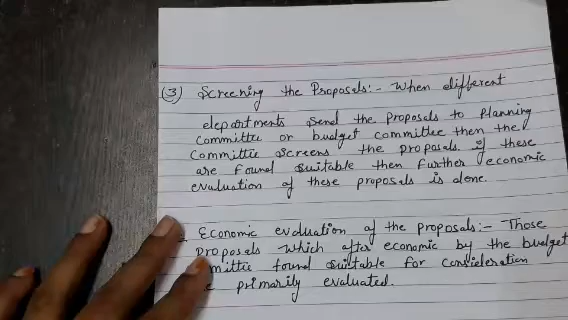 (3) Screening the Proposals:- When different
departments send the proposals to planning
committee or budget committee then the
committee screens the proposals. if these
are found suitable then further economic
evaluation of these proposals is done.
Economic evaluation of the proposals:- Those
proposals which after economic by the budget
found suitable for consideration
primarily evaluated.